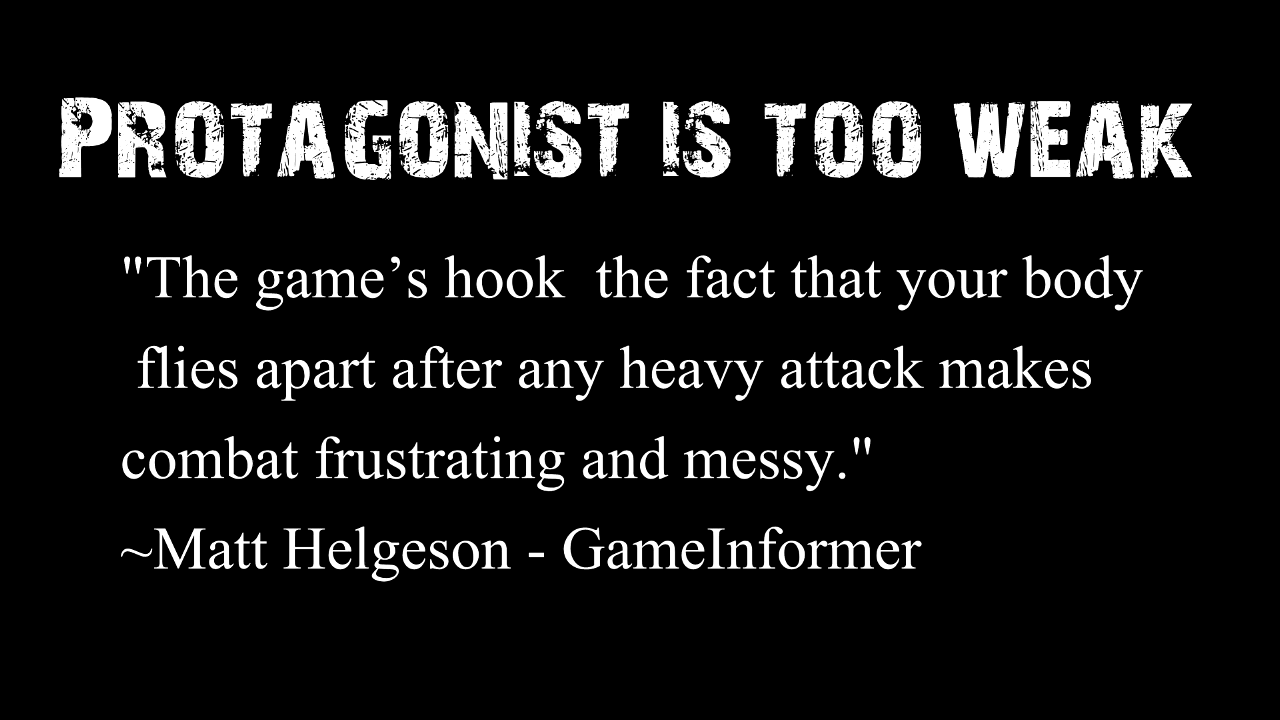 PROTAGONIST IS TOO WEAK
"The game’s hook  the fact that your body
flies apart after any heavy attack makes
combat frustrating and messy."
~Matt Helgeson - GameInformer